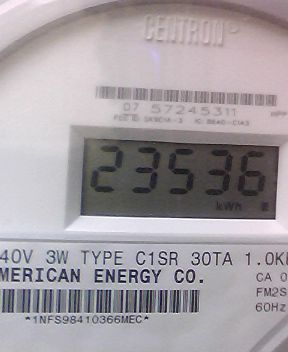 CENTRON®
07 57245311
23536
kWh
40V 3W TYPE C1SR 30TA 1.0K
MERICAN ENERGY CO.
CA 0
FM2S
60Hz
*1NFS98410366MEC*